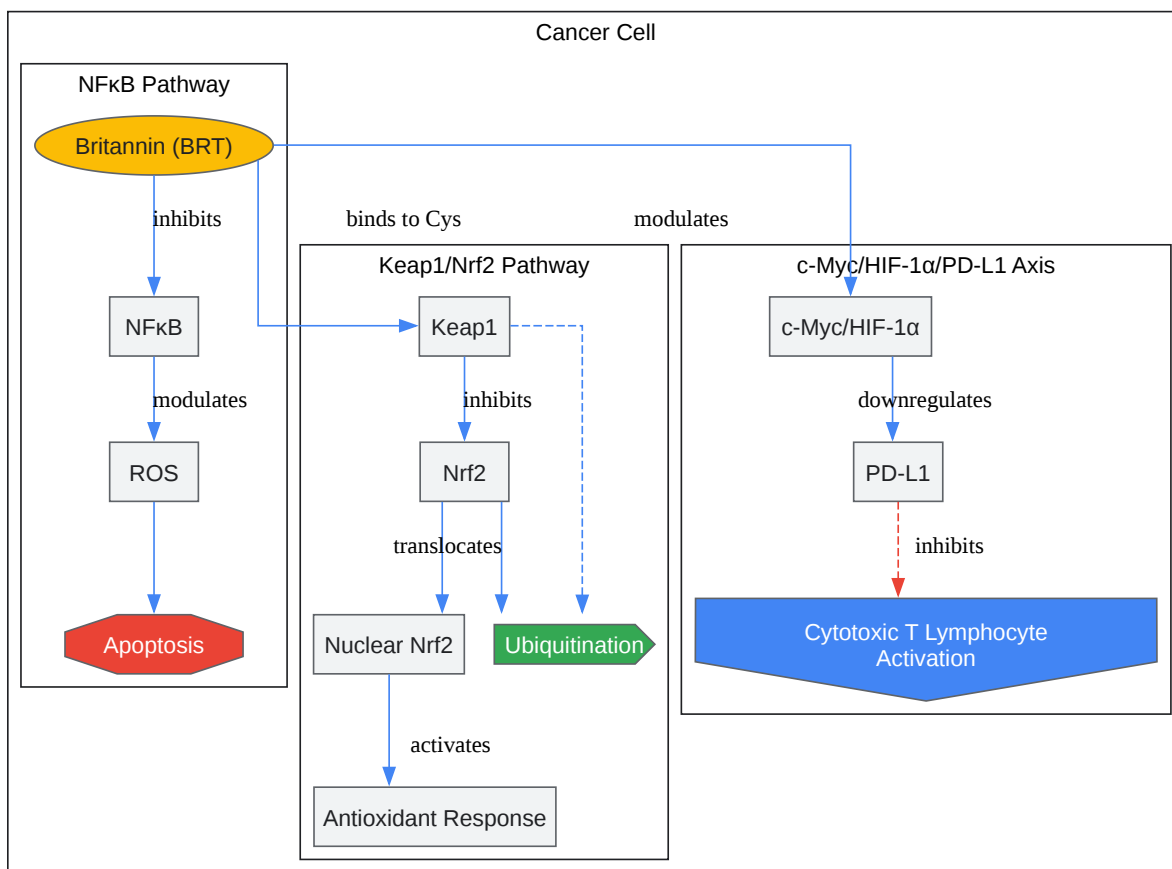 Cancer Cell
NFκB Pathway
Britannin (BRT)
inhibits
binds to Cys
modulates
Keap1/Nrf2 Pathway
c-Myc/HIF-1α/PD-L1 Axis
NFκB
Keap1
c-Myc/HIF-1α
modulates
inhibits
downregulates
ROS
Nrf2
PD-L1
translocates
inhibits
Apoptosis
Nuclear Nrf2
Ubiquitination
Cytotoxic T Lymphocyte
Activation
activates
Antioxidant Response